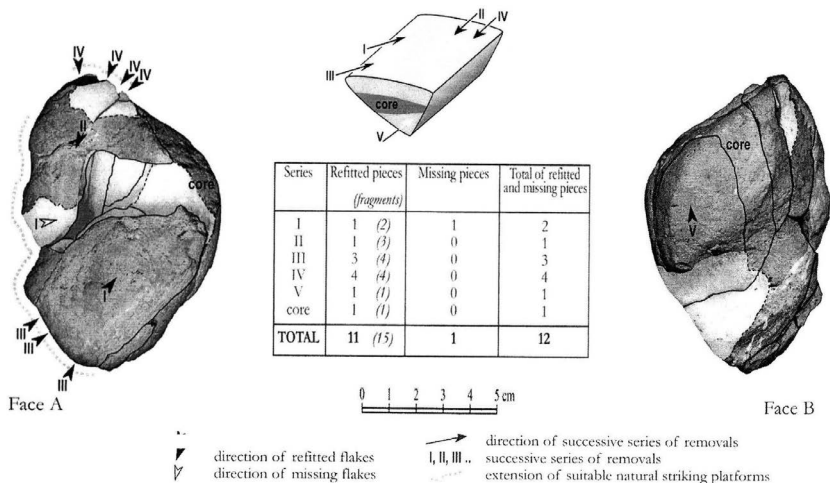 II
IV
I
III
core
V
IV
IV
IV
IV
II
core
I
I
III
III
III
Face A
Series Refitted pieces Missing pieces Total of refitted
(fragments) and missing pieces
I 1 (2) 1 2
II 1 (3) 0 1
III 3 (4) 0 3
IV 4 (4) 0 4
V 1 (1) 0 1
core 1 (1) 0 1
TOTAL 11 (15) 1 12
0 1 2 3 4 5 cm
core
V
Face B
direction of refitted flakes
direction of missing flakes
direction of successive series of removals
I, II, III .. successive series of removals
extension of suitable natural striking platforms